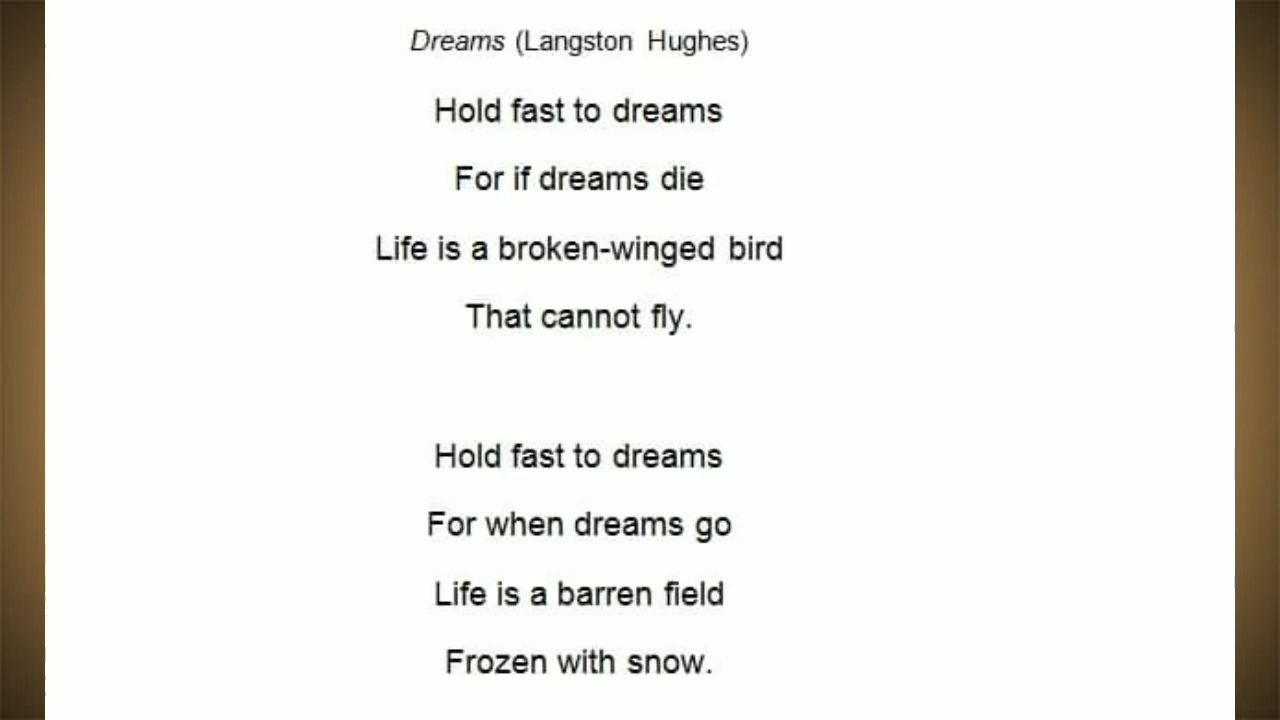 Dreams (Langston Hughes)
Hold fast to dreams
For if dreams die
Life is a broken-winged bird
That cannot fly.
Hold fast to dreams
For when dreams go
Life is a barren field
Frozen with snow.